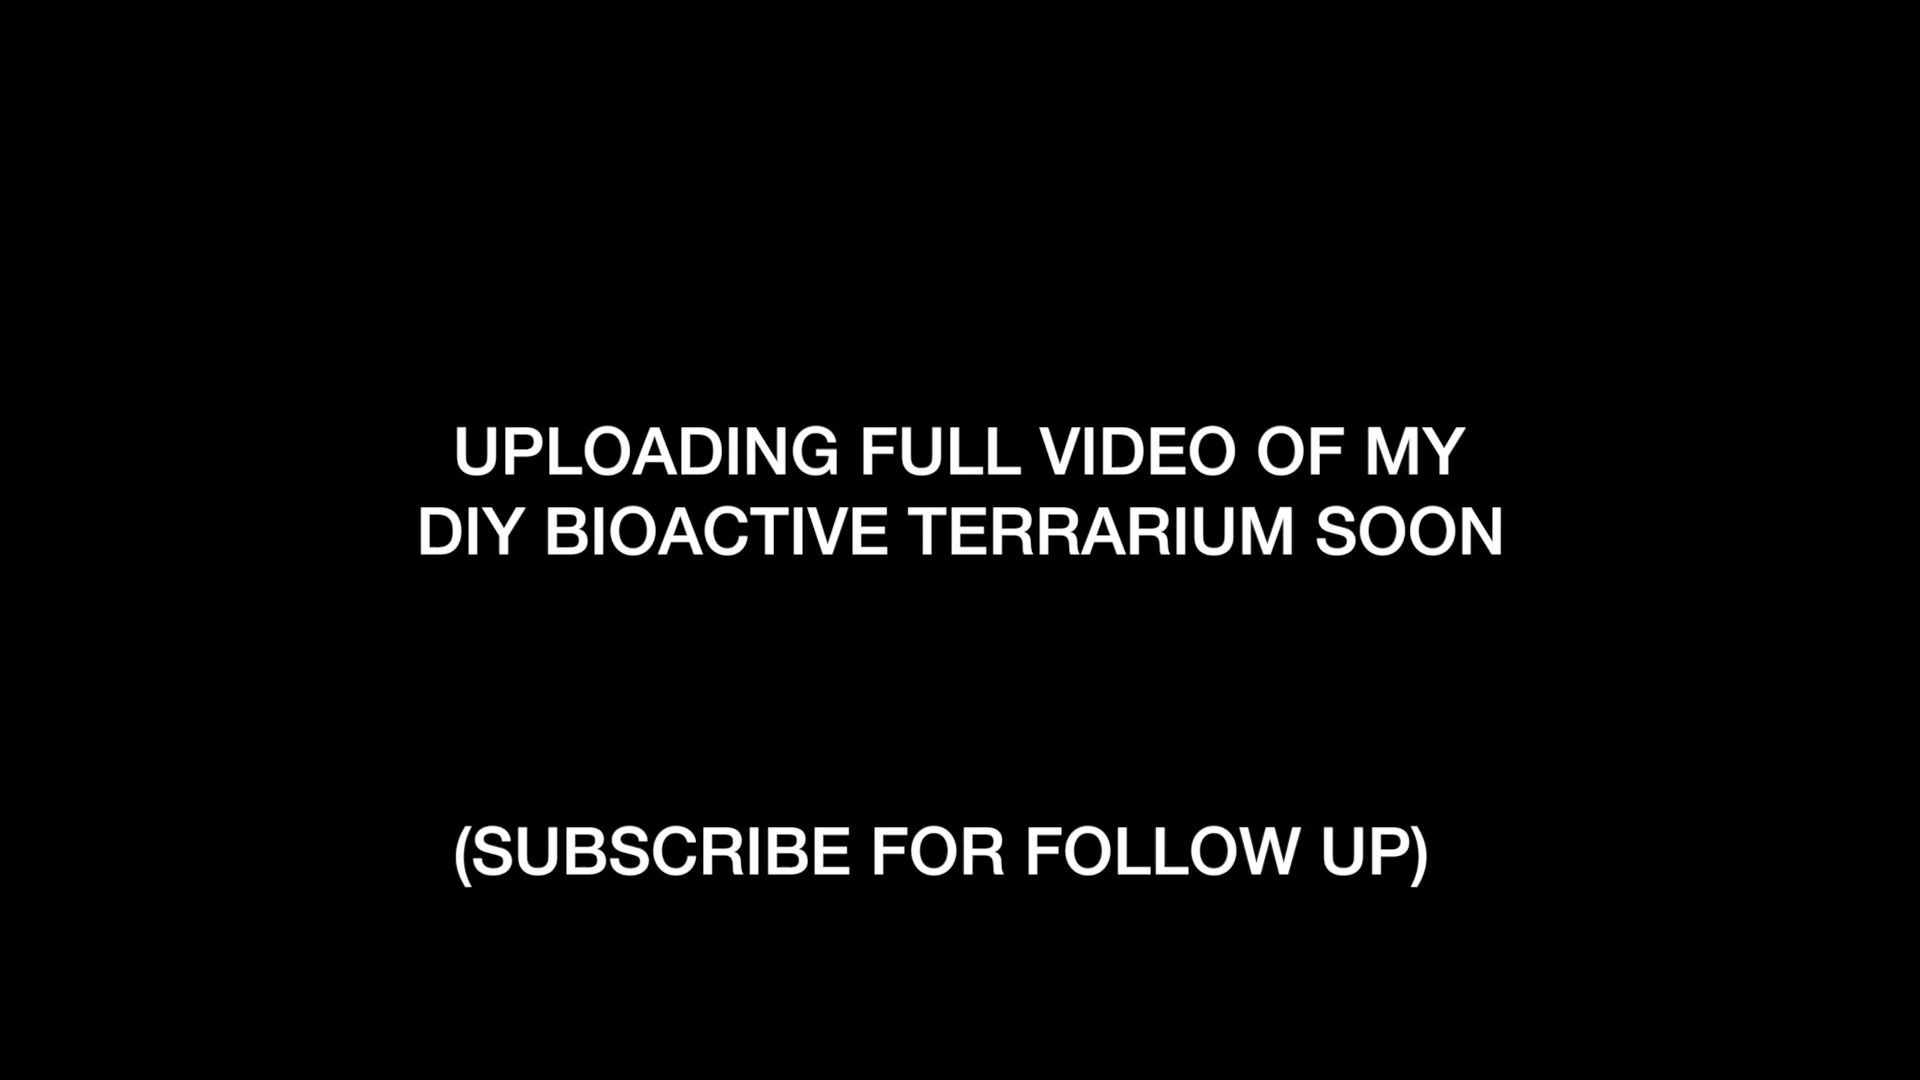 UPLOADING FULL VIDEO OF MY
DIY BIOACTIVE TERRARIUM SOON
(SUBSCRIBE FOR FOLLOW UP)